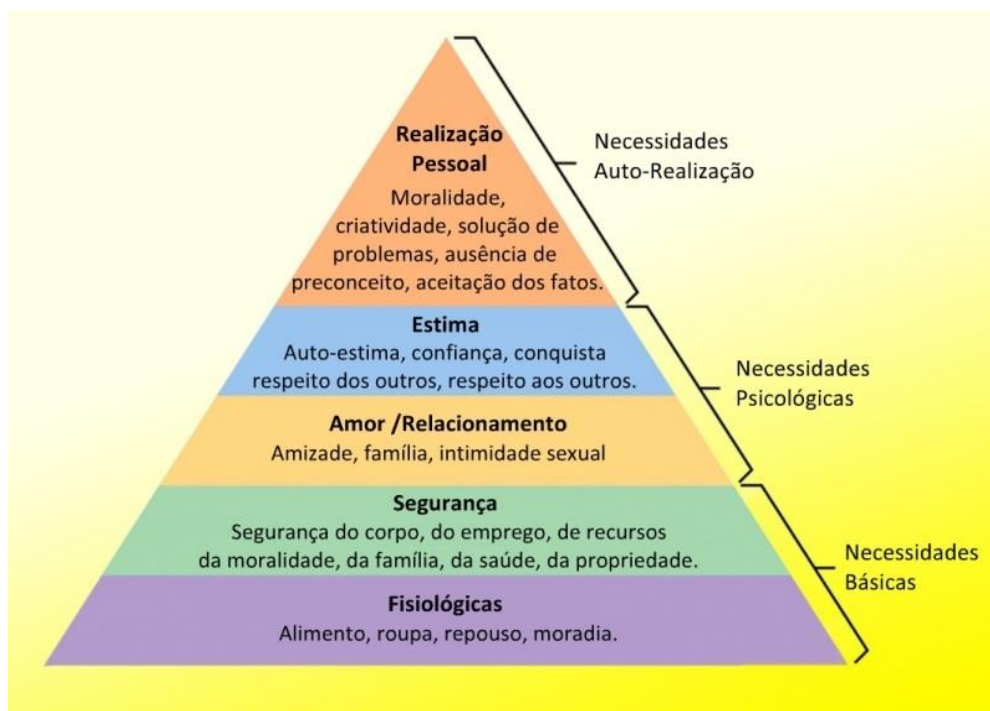 Realização
Pessoal
Moralidade,
criatividade, solução de
problemas, ausência de
preconceito, aceitação dos fatos.
Necessidades
Auto-Realização
Estima
Auto-estima, confiança, conquista
respeito dos outros, respeito aos outros.
Amor /Relacionamento
Amizade, família, intimidade sexual
Necessidades
Psicológicas
Segurança
Segurança do corpo, do emprego, de recursos
da moralidade, da família, da saúde, da propriedade.
Fisiológicas
Alimento, roupa, repouso, moradia.
Necessidades
Básicas